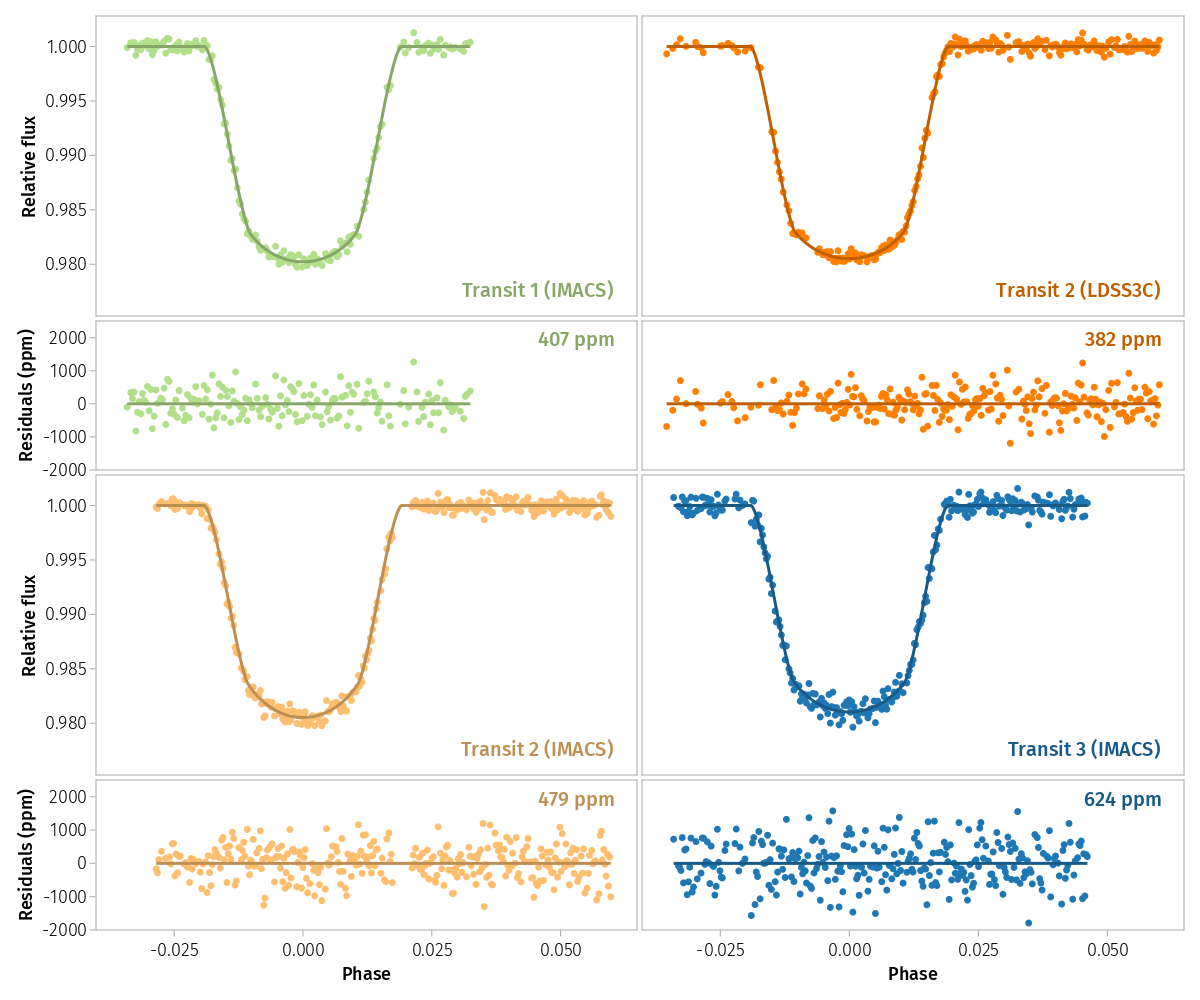 1.000
0.995
0.990
0.985
0.980
Relative flux
Transit 1 (IMACS)
Transit 2 (LDSS3C)
2000
1000
0
-1000
-2000
Residuals (ppm)
407 ppm
382 ppm
1.000
0.995
0.990
0.985
0.980
Relative flux
Transit 2 (IMACS)
Transit 3 (IMACS)
2000
1000
0
-1000
-2000
Residuals (ppm)
479 ppm
624 ppm
-0.025 0.000 0.025 0.050
-0.025 0.000 0.025 0.050
Phase
Phase